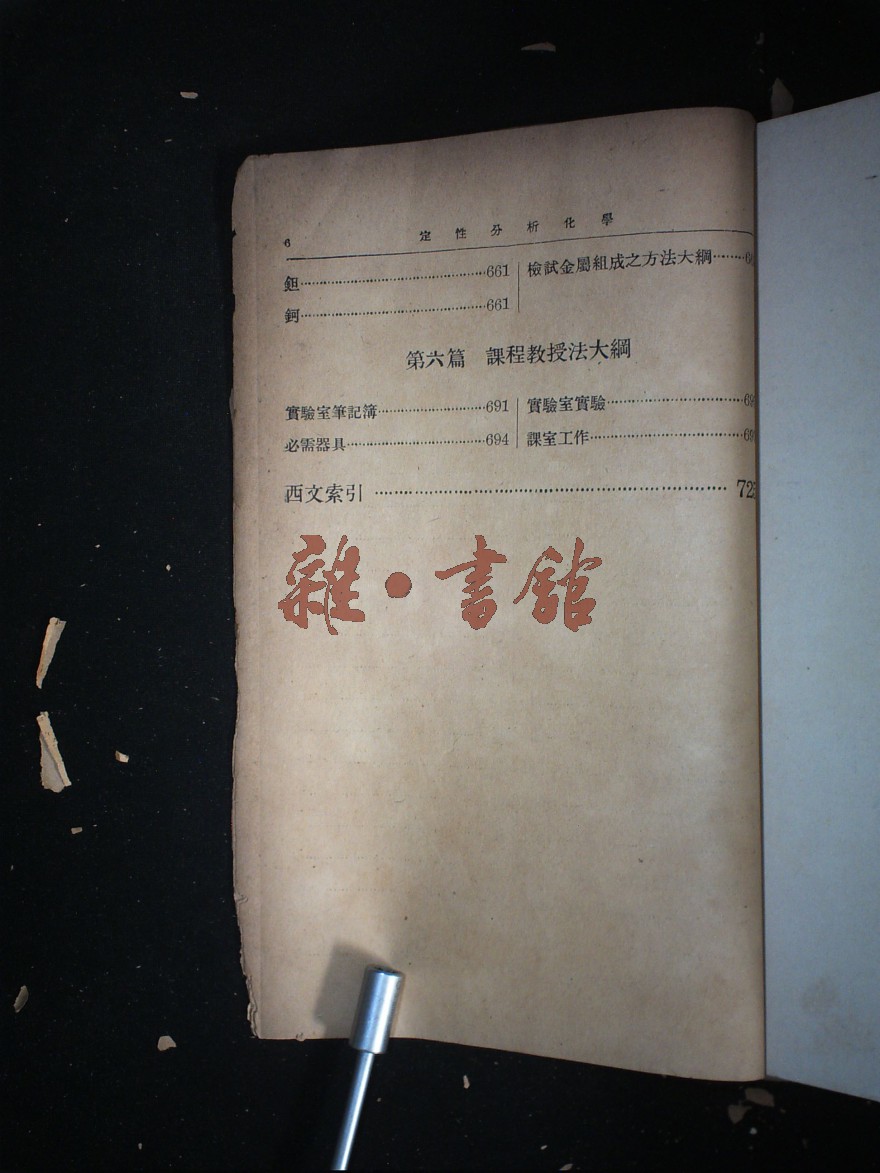 6 定性分析化學
鉭……661
鈳……661
檢試金屬組成之方法大綱……
第六篇 課程教授法大綱
實驗室筆記簿……691
必需器具……694
實驗室實驗……
課室工作……
西文索引……
雜·書館